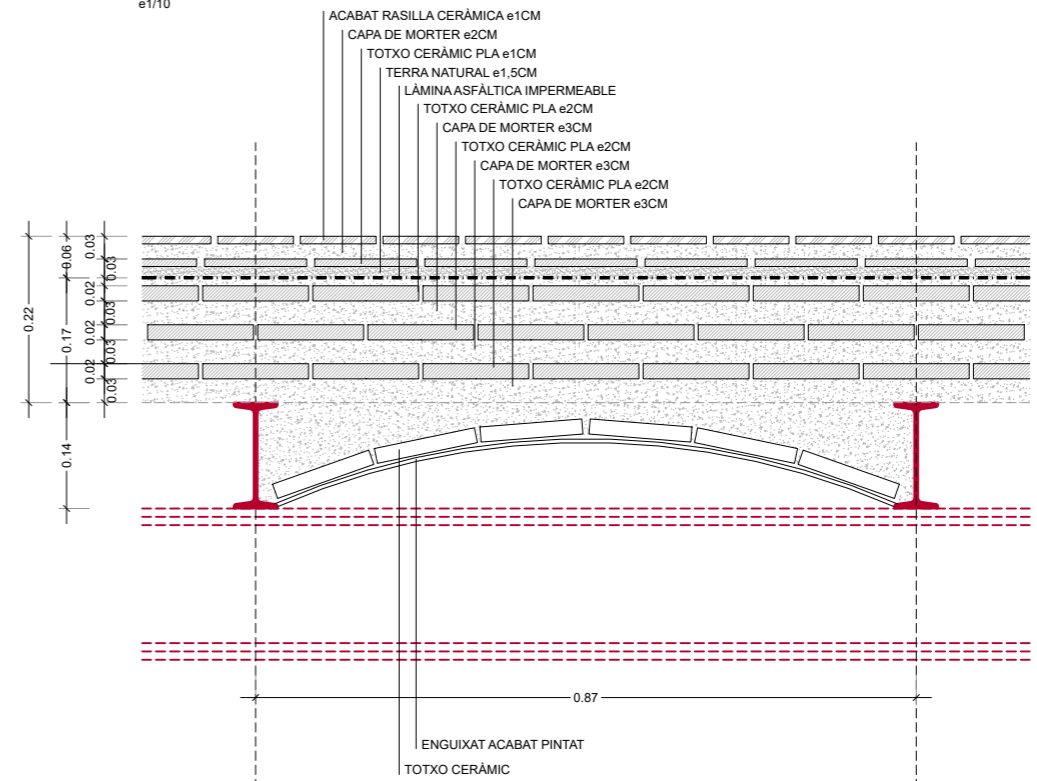 e1/10
ACABAT RASILLA CERÀMICA e1CM
CAPA DE MORTER e2CM
TOTXO CERÀMIC PLA e1CM
TERRA NATURAL e1,5CM
LÀMINA ASFÀLTICA IMPERMEABLE
TOTXO CERÀMIC PLA e2CM
CAPA DE MORTER e3CM
TOTXO CERÀMIC PLA e2CM
CAPA DE MORTER e3CM
TOTXO CERÀMIC PLA e2CM
CAPA DE MORTER e3CM
0.22
0.06
0.17
0.14
0.03
0.03
0.02
0.03
0.02
0.03
0.02
0.03
0.87
ENGUIXAT ACABAT PINTAT
TOTXO CERÀMIC